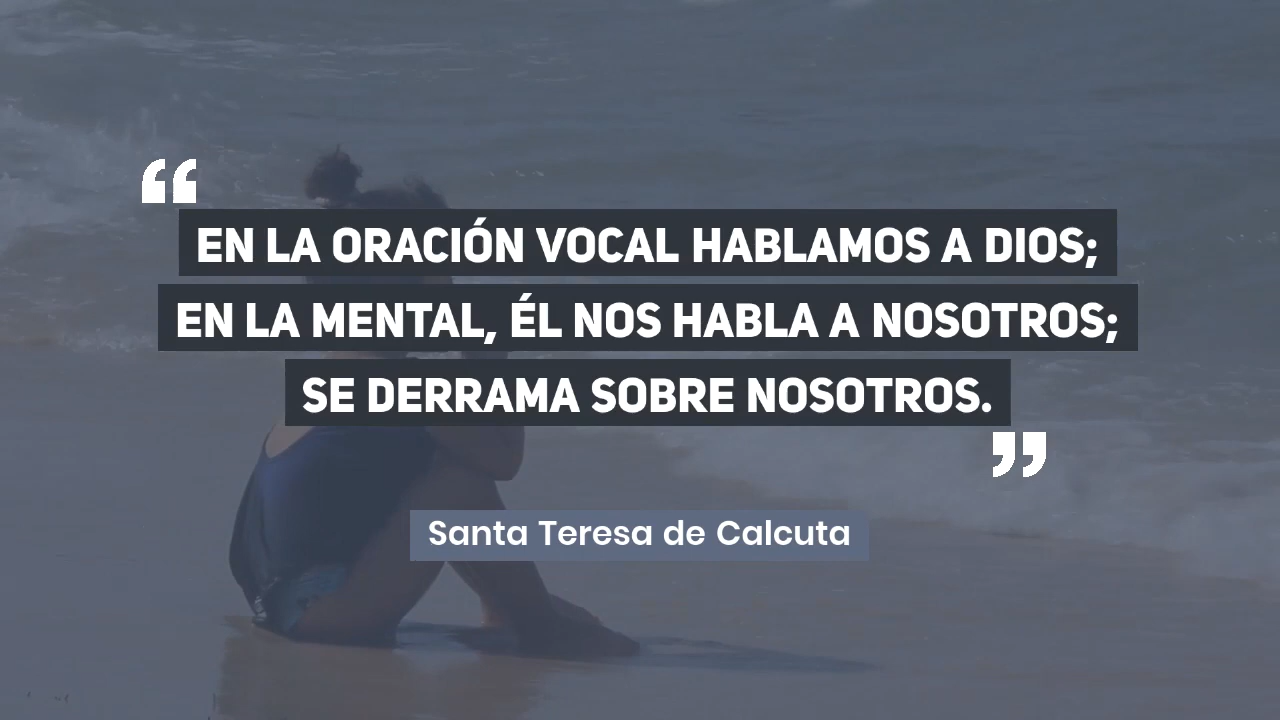 “
EN LA ORACIÓN VOCAL HABLAMOS A DIOS;
EN LA MENTAL, ÉL NOS HABLA A NOSOTROS;
SE DERRAMA SOBRE NOSOTROS.
”
Santa Teresa de Calcuta